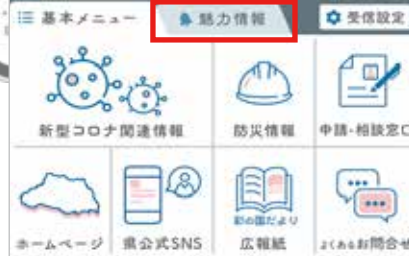 基本メニュー 魅力情報 受信設定
新型コロナ関連情報 防災情報 申請・相談窓C
彩の国だより
ホームページ 県公式SNS 広報紙 よくあるお問合せ